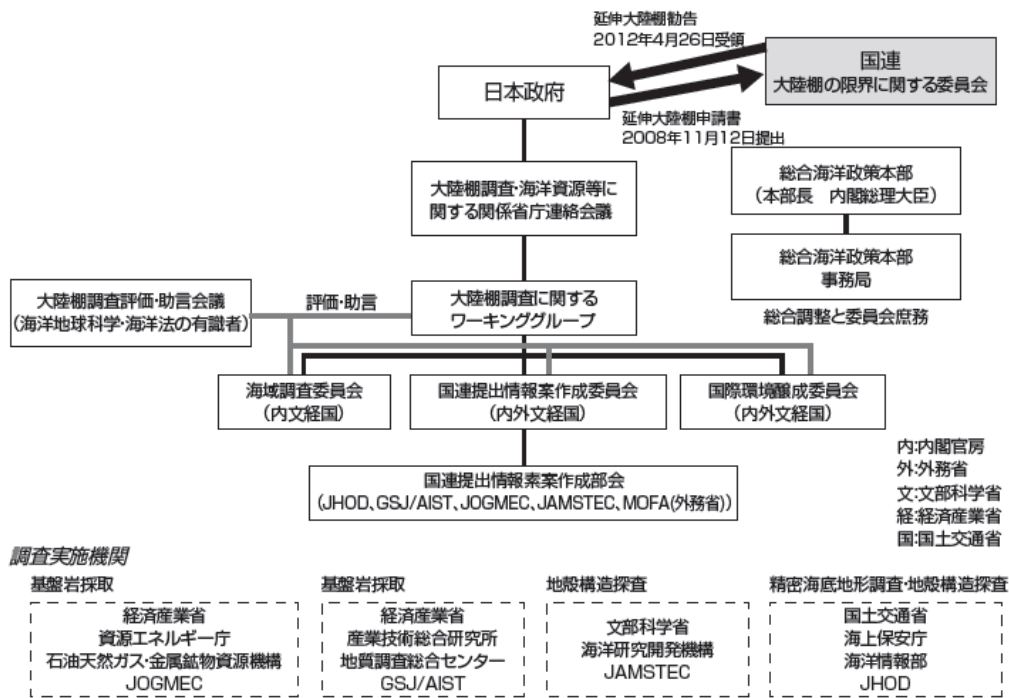 延伸大陸棚勧告
2012年4月26日受領
国連
大陸棚の限界に関する委員会
日本政府
延伸大陸棚申請書
2008年11月12日提出
大陸棚調査・海洋資源等に
関する関係省庁連絡会議
総合海洋政策本部
(本部長　内閣総理大臣)
総合海洋政策本部
事務局
総合調整と委員会庶務
大陸棚調査評価・助言会議
(海洋地球科学・海洋法の有識者)
評価・助言
大陸棚調査に関する
ワーキンググループ
海域調査委員会
(内文経国)
国連提出情報案作成委員会
(内外文経国)
国際環境醸成委員会
(内外文経国)
国連提出情報素案作成部会
(JHOD、GSJ/AIST、JOGMEC、JAMSTEC、MOFA(外務省))
内:内閣官房
外:外務省
文:文部科学省
経:経済産業省
国:国土交通省
調査実施機関
基盤岩採取
経済産業省
資源エネルギー庁
石油天然ガス・金属鉱物資源機構
JOGMEC
基盤岩採取
経済産業省
産業技術総合研究所
地質調査総合センター
GSJ/AIST
地殻構造探査
文部科学省
海洋研究開発機構
JAMSTEC
精密海底地形調査・地殻構造探査
国土交通省
海上保安庁
海洋情報部
JHOD